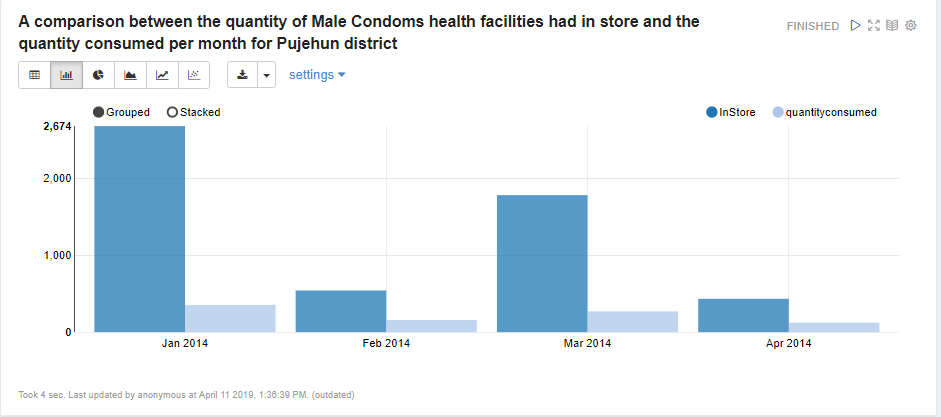 A comparison between the quantity of Male Condoms health facilities had in store and the
quantity consumed per month for Pujehun district
FINISHED
settings
Grouped
Stacked
InStore
quantityconsumed
2,674
2,000
1,000
0
Jan 2014
Feb 2014
Mar 2014
Apr 2014
Took 4 sec. Last updated by anonymous at April 11 2019, 1:36:39 PM. (outdated)